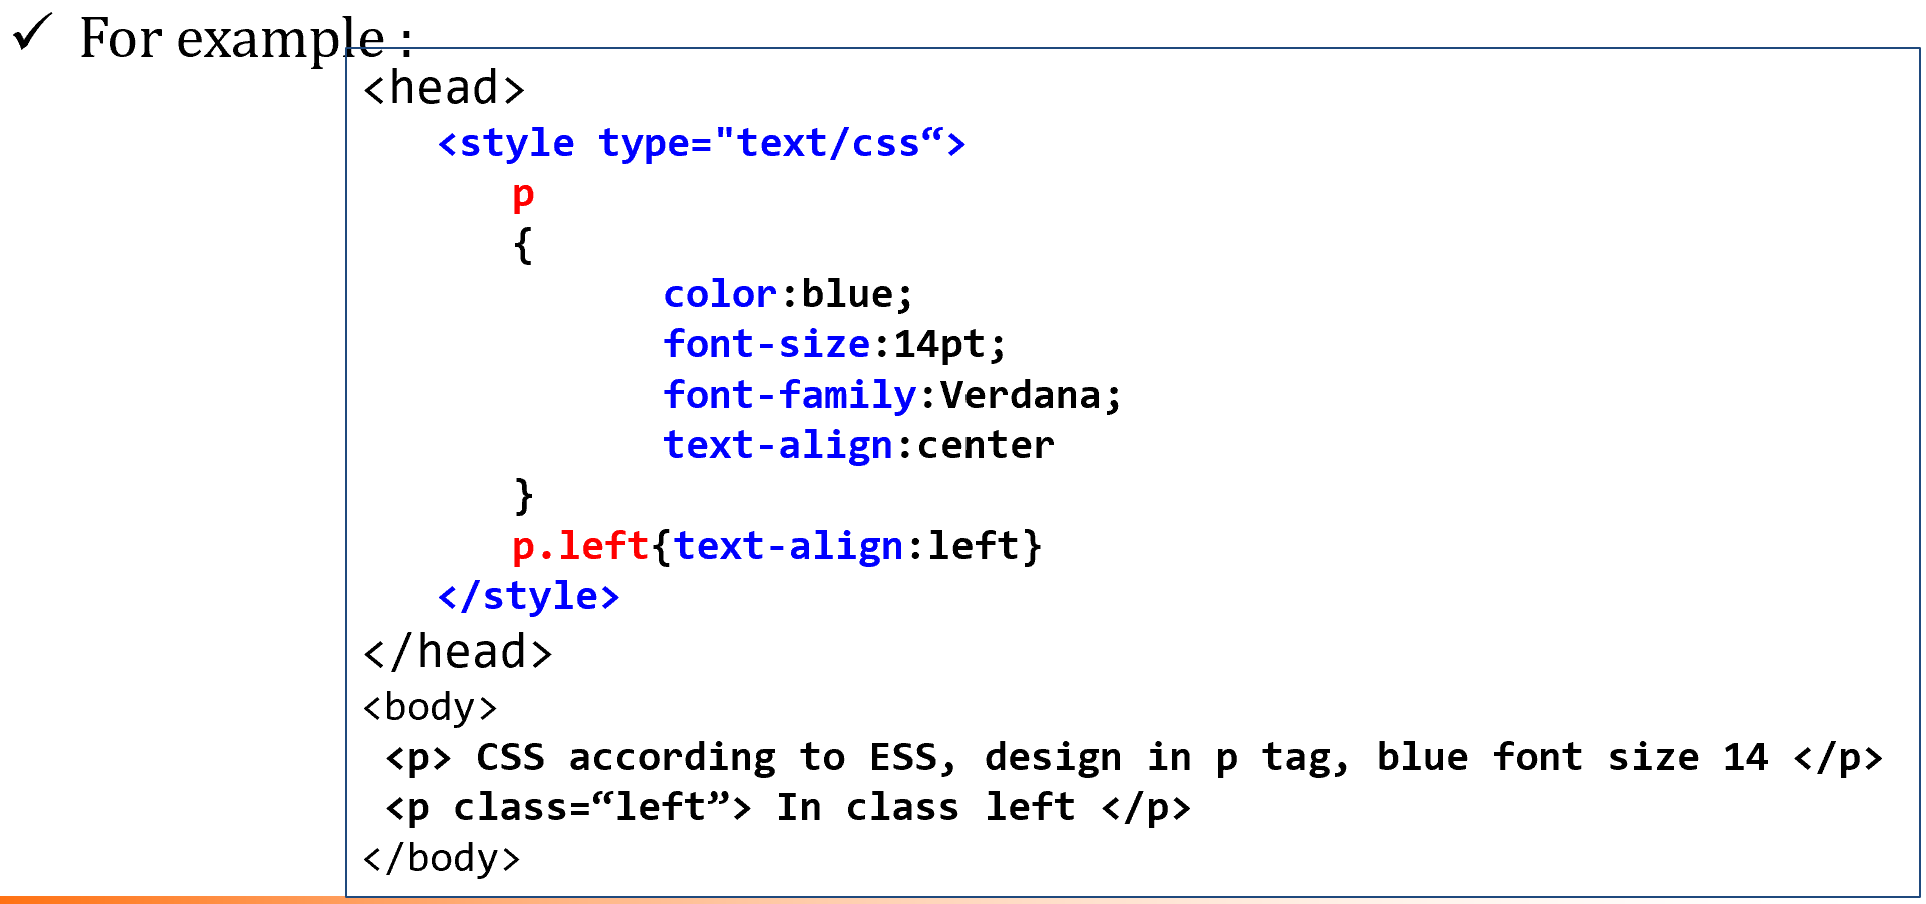 ✓ For example :
<head>
<style type="text/css“>
p
{
color:blue;
font-size:14pt;
font-family:Verdana;
text-align:center
}
p.left{text-align:left}
</style>
</head>
<body>
<p> CSS according to ESS, design in p tag, blue font size 14 </p>
<p class=“left”> In class left </p>
</body>